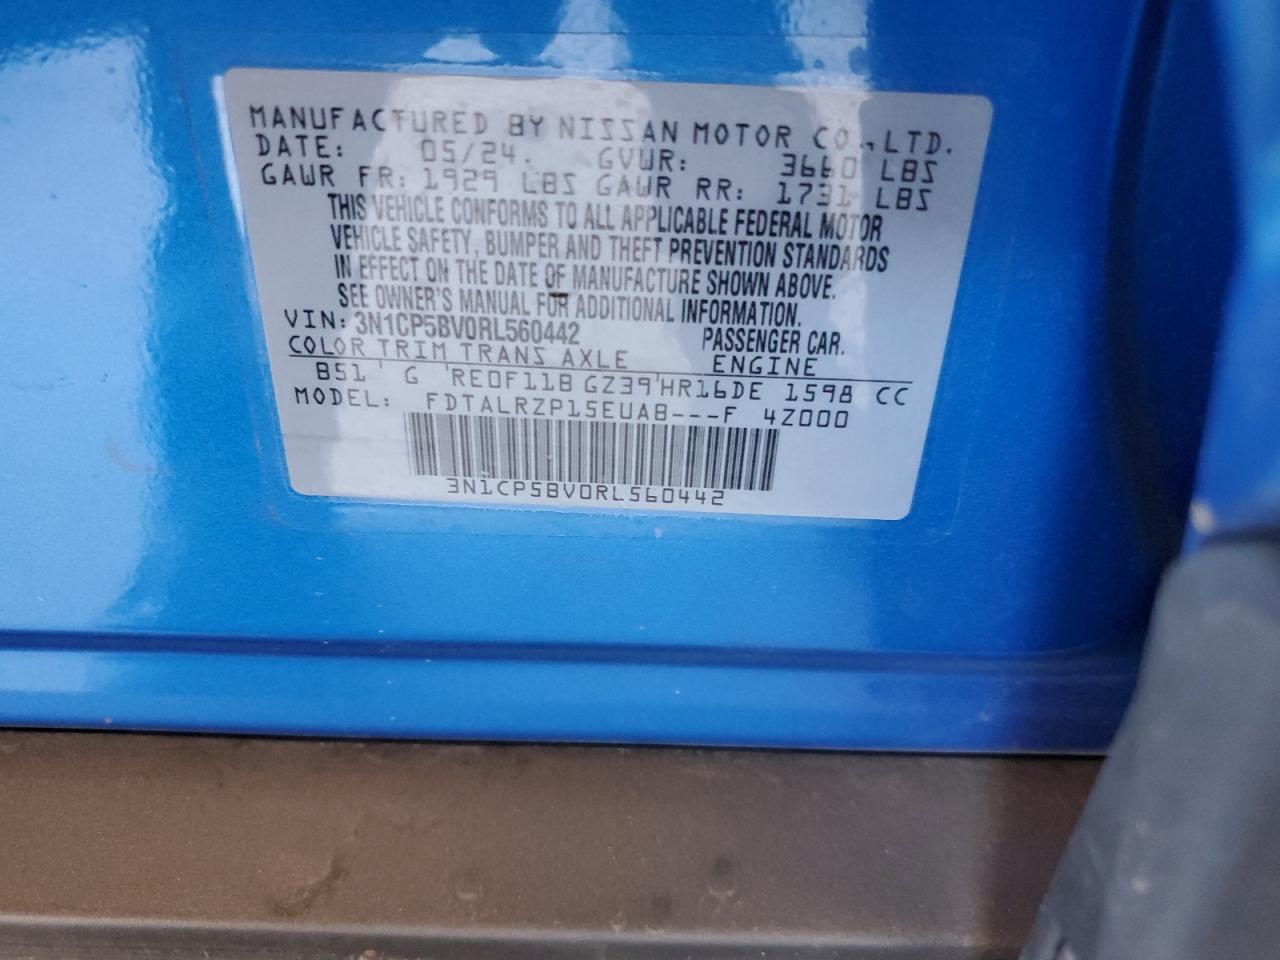 MANUFACTURED BY NISSAN MOTOR CO., LTD.
DATE: 05/24. GVWR: 3660 LBS
GAWR FR: 1929 LBS GAWR RR: 1731 LBS
THIS VEHICLE CONFORMS TO ALL APPLICABLE FEDERAL MOTOR
VEHICLE SAFETY, BUMPER AND THEFT PREVENTION STANDARDS
IN EFFECT ON THE DATE OF MANUFACTURE SHOWN ABOVE.
SEE OWNER'S MANUAL FOR ADDITIONAL INFORMATION.
VIN: 3N1CP5BV0RL560442 PASSENGER CAR.
COLOR TRIM TRANS AXLE ENGINE
B51 ' G 'RE0F11B GZ39'HR16DE 1598 CC
MODEL: FDTALRZP15EUAB---F 4Z000
3N1CP5BV0RL560442